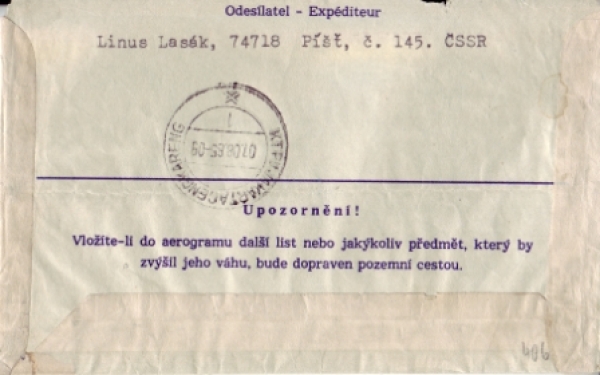 Odesílatel - Expéditeur
Linus Lasák, 74718 Píšť, č. 145. ČSSR
Upozornění!
Vložíte-li do aerogramu další list nebo jakýkoliv předmět, který by
zvýšil jeho váhu, bude dopraven pozemní cestou.